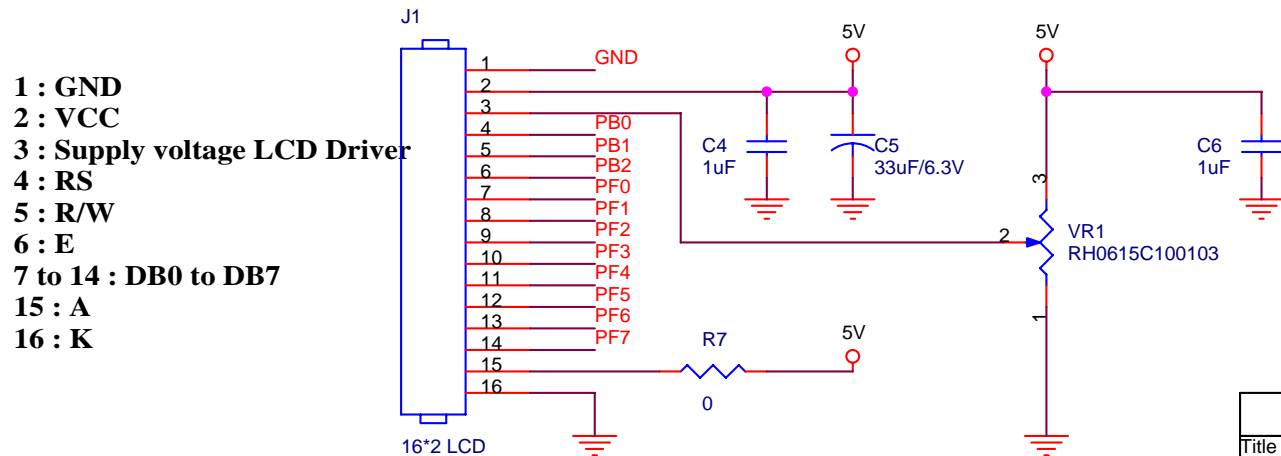 1 : GND
2 : VCC
3 : Supply voltage LCD Driver
4 : RS
5 : R/W
6 : E
7 to 14 : DB0 to DB7
15 : A
16 : K
J1
1
GND
2
3
4
PB0
5
PB1
6
PB2
7
PF0
8
PF1
9
PF2
10
PF3
11
PF4
12
PF5
13
PF6
14
PF7
15
16
16*2 LCD
5V
C4
1uF
C5
33uF/6.3V
R7
0
5V
5V
3
2
1
VR1
RH0615C100103
C6
1uF
Title